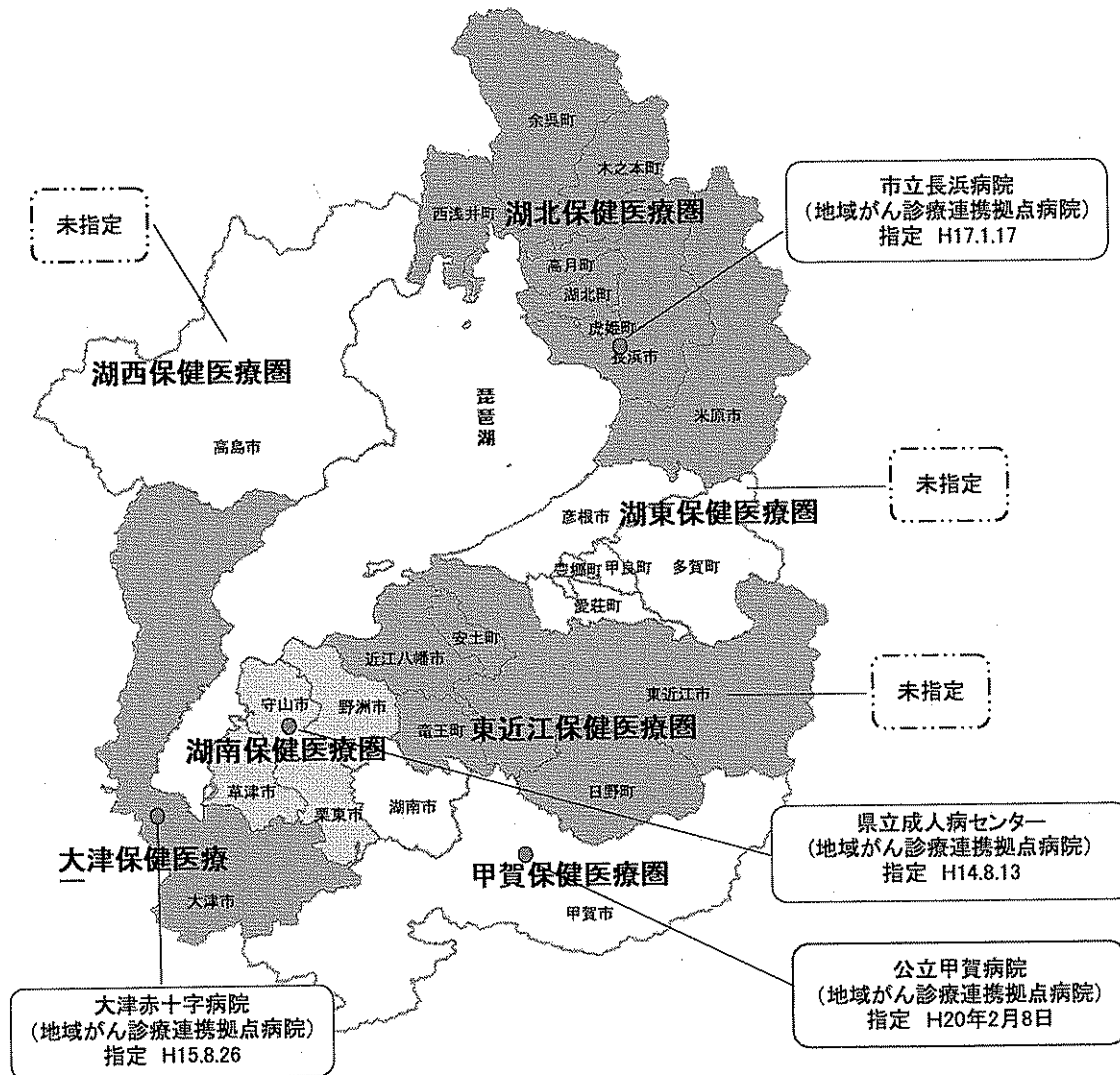 余呉町
木之本町
西浅井町
湖北保健医療圏
市立長浜病院
(地域がん診療連携拠点病院)
指定 H17.1.17
未指定
高月町
湖北町
虎姫町
長浜市
米原市
湖西保健医療圏
高島市
琵琶湖
未指定
彦根市
湖東保健医療圏
豊郷町
甲良町
多賀町
愛荘町
安土町
近江八幡市
東近江市
未指定
守山市
野洲市
竜王町
東近江保健医療圏
湖南保健医療圏
草津市
栗東市
湖南市
日野町
県立成人病センター
(地域がん診療連携拠点病院)
指定 H14.8.13
大津保健医療
大津市
甲賀保健医療圏
甲賀市
公立甲賀病院
(地域がん診療連携拠点病院)
指定 H20年2月8日
大津赤十字病院
(地域がん診療連携拠点病院)
指定 H15.8.26